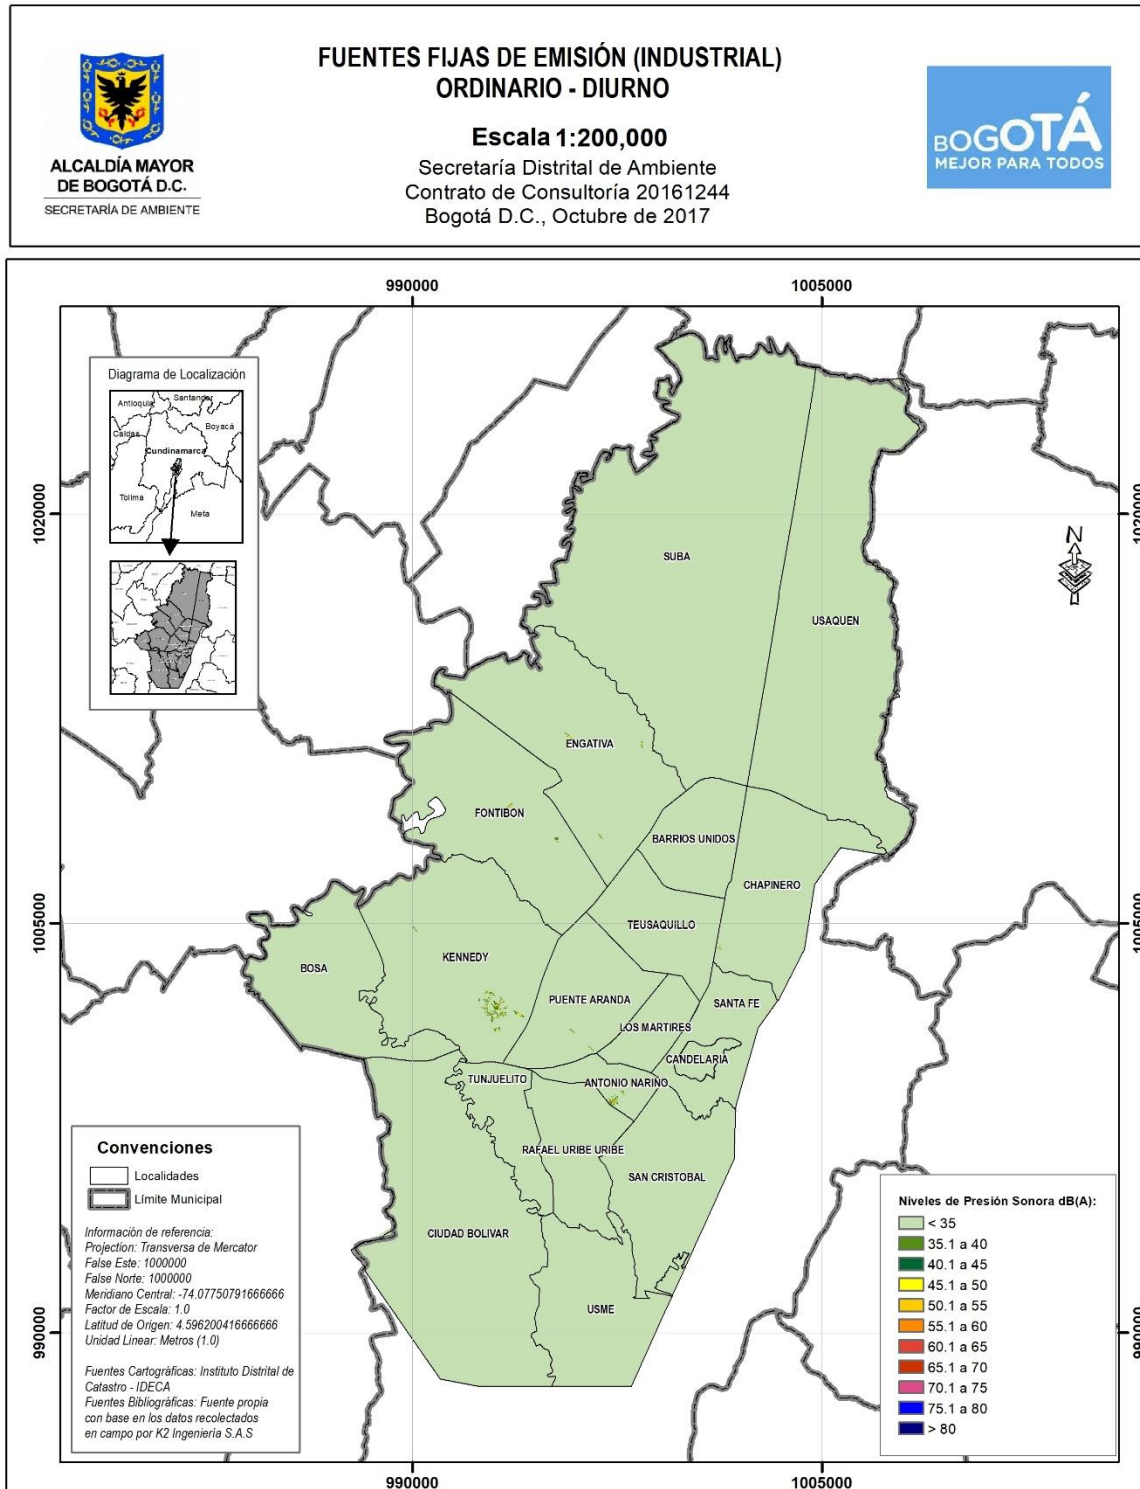 FUENTES FIJAS DE EMISIÓN (INDUSTRIAL)
ORDINARIO - DIURNO
Escala 1:200,000
Secretaría Distrital de Ambiente
Contrato de Consultoría 20161244
Bogotá D.C., Octubre de 2017
ALCALDÍA MAYOR
DE BOGOTÁ D.C.
SECRETARÍA DE AMBIENTE
BOGOTÁ
MEJOR PARA TODOS
990000
1005000
1020000
1020000
Diagrama de Localización
Antioquia
Santander
Boyacá
Caldas
Cundinamarca
Tolima
Meta
SUBA
USAQUEN
ENGATIVA
FONTIBON
BARRIOS UNIDOS
CHAPINERO
TEUSAQUILLO
1005000
1005000
KENNEDY
BOSA
PUENTE ARANDA
SANTA FE
LOS MARTIRES
CANDELARIA
TUNJUELITO
ANTONIO NARIÑO
RAFAEL URIBE URIBE
SAN CRISTOBAL
CIUDAD BOLIVAR
USME
990000
990000
Convenciones
Localidades
Límite Municipal
Información de referencia:
Projection: Transversa de Mercator
False Este: 1000000
False Norte: 1000000
Meridiano Central: -74.07750791666666
Factor de Escala: 1.0
Latitud de Origen: 4.596200416666666
Unidad Linear: Metros (1.0)
Fuentes Cartográficas: Instituto Distrital de
Catastro - IDECA
Fuentes Bibliográficas: Fuente propia
con base en los datos recolectados
en campo por K2 Ingeniería S.A.S
Niveles de Presión Sonora dB(A):
< 35
35.1 a 40
40.1 a 45
45.1 a 50
50.1 a 55
55.1 a 60
60.1 a 65
65.1 a 70
70.1 a 75
75.1 a 80
> 80
N
990000
1005000